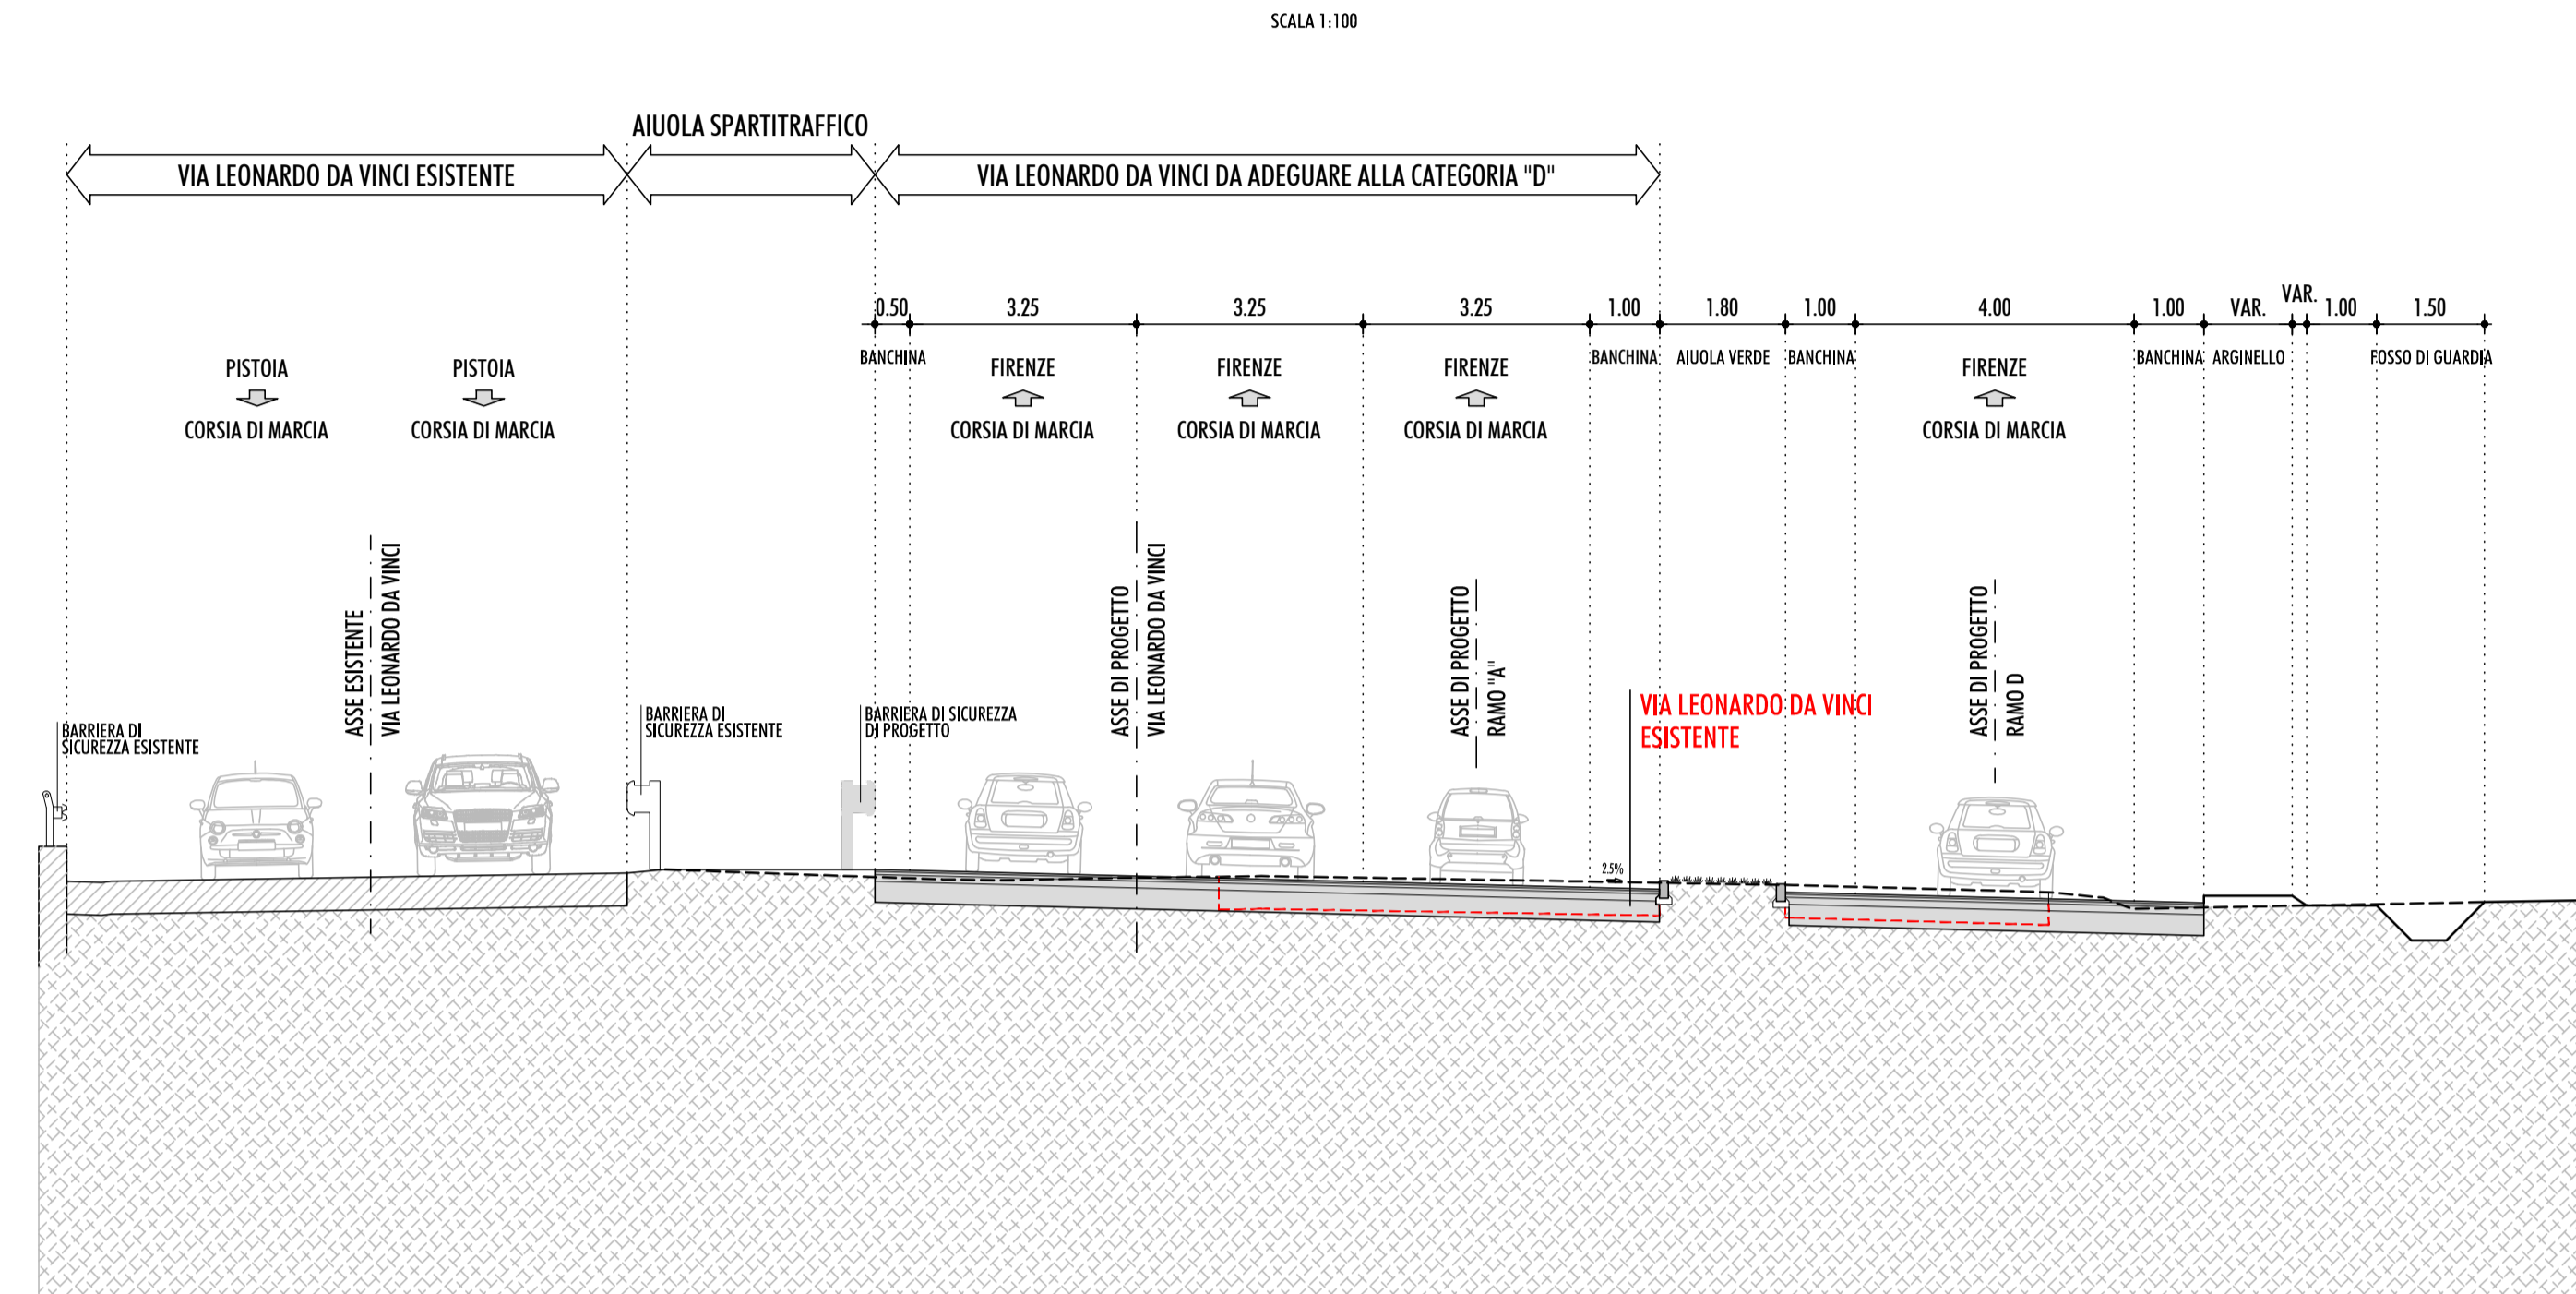 SCALA 1:100
AIUOLA SPARTITRAFFICO
VIA LEONARDO DA VINCI ESISTENTE
VIA LEONARDO DA VINCI DA ADEGUARE ALLA CATEGORIA "D"
0.50 3.25 3.25 3.25 1.00 1.80 1.00 4.00 1.00 VAR. VAR. 1.00 1.50
BANCHINA BANCHINA AIUOLA VERDE BANCHINA BANCHINA ARGINELLO FOSSO DI GUARDIA
PISTOIA PISTOIA FIRENZE FIRENZE FIRENZE FIRENZE
CORSIA DI MARCIA CORSIA DI MARCIA CORSIA DI MARCIA CORSIA DI MARCIA CORSIA DI MARCIA CORSIA DI MARCIA
ASSE ESISTENTE
VIA LEONARDO DA VINCI
ASSE DI PROGETTO
VIA LEONARDO DA VINCI
ASSE DI PROGETTO
RAMO "A"
ASSE DI PROGETTO
RAMO D
BARRIERA DI
SICUREZZA ESISTENTE
BARRIERA DI
SICUREZZA ESISTENTE
BARRIERA DI SICUREZZA
DI PROGETTO
VIA LEONARDO DA VINCI
ESISTENTE
2.5%